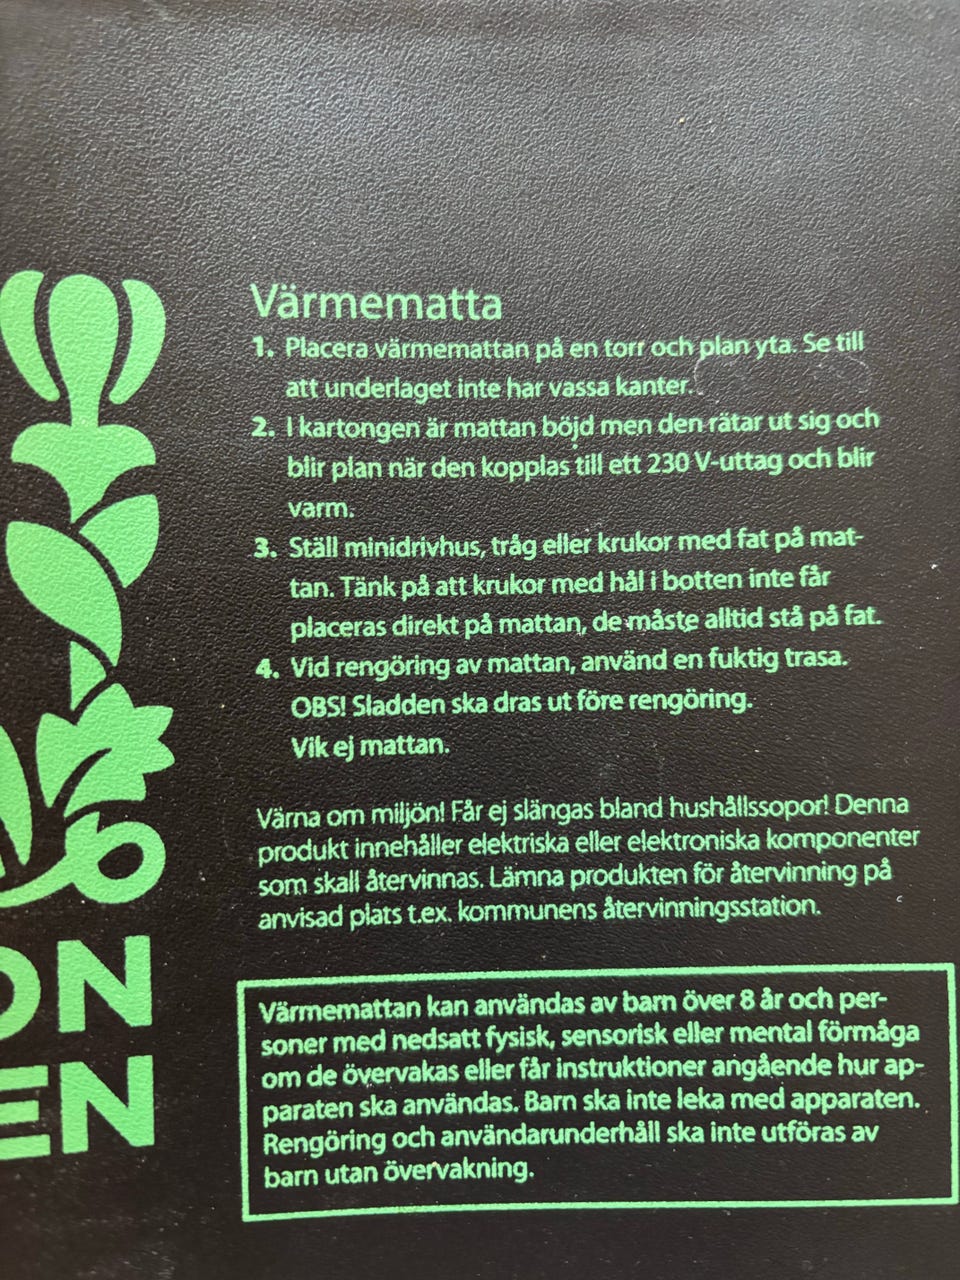 Värmematta
1. Placera värmemattan på en torr och plan yta. Se till
att underlaget inte har vassa kanter.
2. I kartongen är mattan böjd men den rätar ut sig och
blir plan när den kopplas till ett 230 V-uttag och blir
varm.
3. Ställ minidrivhus, tråg eller krukor med fat på mat-
tan. Tänk på att krukor med hål i botten inte får
placeras direkt på mattan, de måste alltid stå på fat.
4. Vid rengöring av mattan, använd en fuktig trasa.
OBS! Sladden ska dras ut före rengöring.
Vik ej mattan.
Värna om miljön! Får ej slängas bland hushållssopor! Denna
produkt innehåller elektriska eller elektroniska komponenter
som skall återvinnas. Lämna produkten för återvinning på
anvisad plats t.ex. kommunens återvinningsstation.
ON
EN
Värmemattan kan användas av barn över 8 år och per-
soner med nedsatt fysisk, sensorisk eller mental förmåga
om de övervakas eller får instruktioner angående hur ap-
paraten ska användas. Barn ska inte leka med apparaten.
Rengöring och användarunderhåll ska inte utföras av
barn utan övervakning.